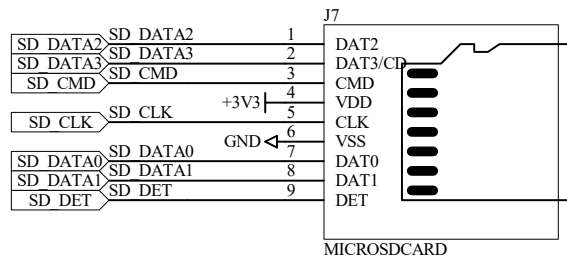 J7
SD_DATA2 SD_DATA2 1 DAT2
SD_DATA3 SD_DATA3 2 DAT3/CD
SD_CMD SD_CMD 3 CMD
+3V3 4 VDD
SD_CLK SD_CLK 5 CLK
GND 6 VSS
SD_DATA0 SD_DATA0 7 DAT0
SD_DATA1 SD_DATA1 8 DAT1
SD_DET SD_DET 9 DET
MICROSDCARD